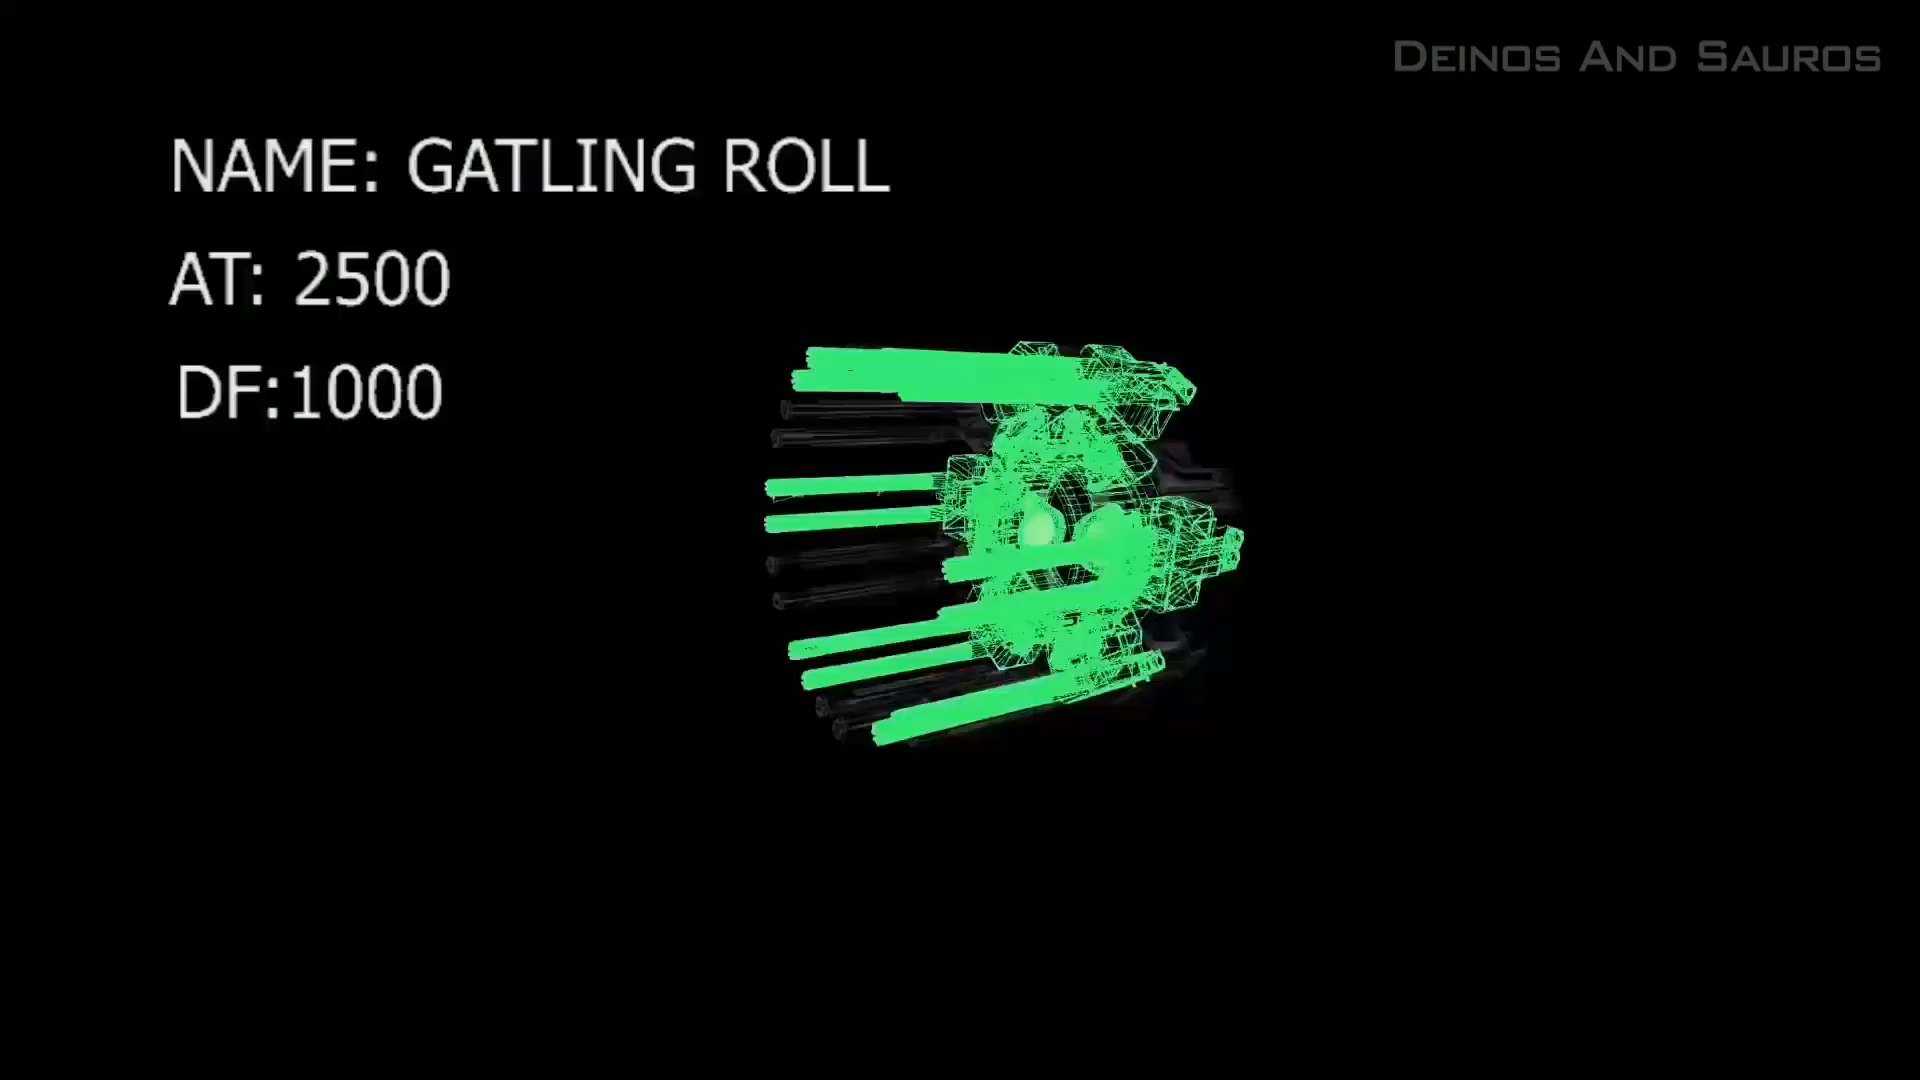 DEINOS AND SAUROS
NAME: GATLING ROLL
AT: 2500
DF:1000